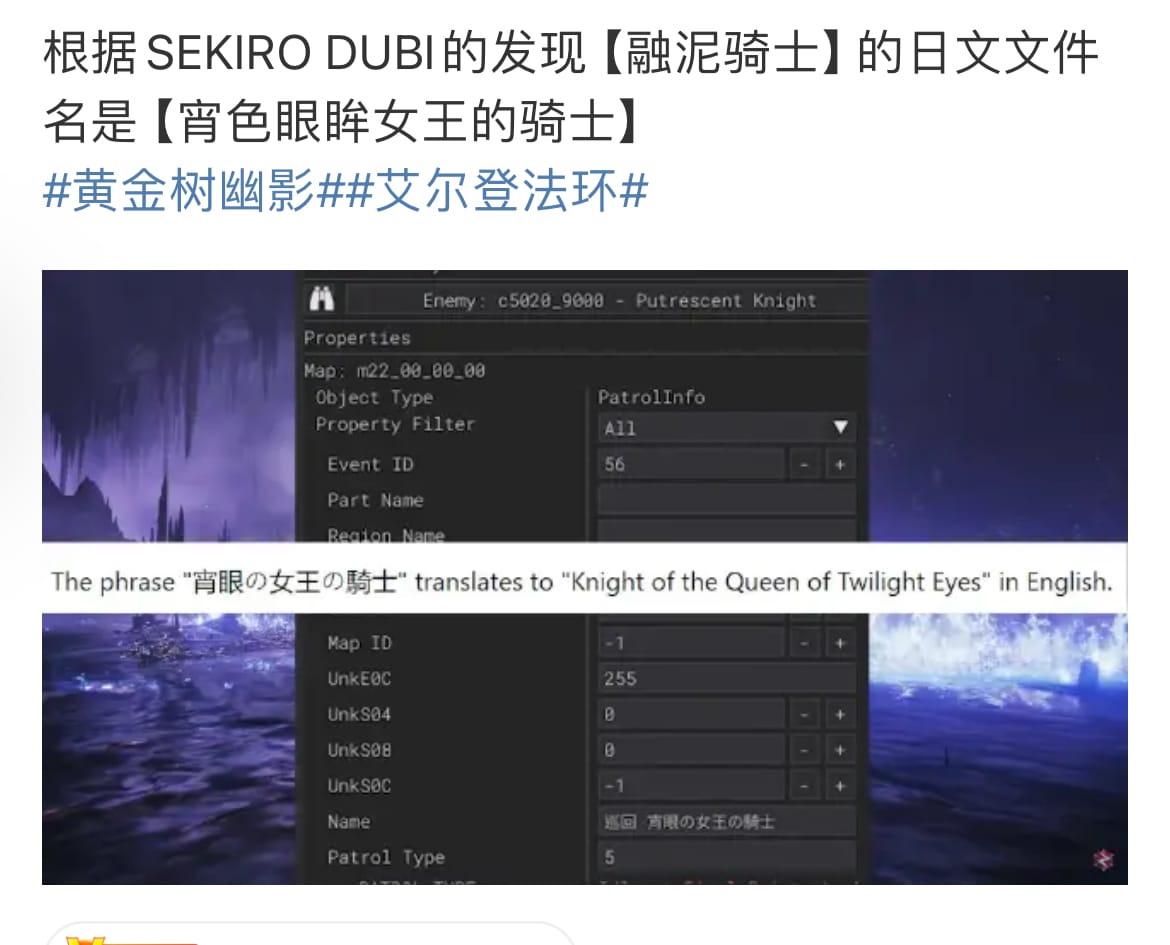 根据SEKIRO DUBI的发现【融泥骑士】的日文文件
名是【宵色眼眸女王的骑士】
#黄金树幽影##艾尔登法环#
Enemy: c5020_9000 - Putrescent Knight
Properties
Map: m22_00_00_00
Object Type PatrolInfo
Property Filter All
Event ID 56 - +
Part Name
Region Name
The phrase "宵眼の女王の騎士" translates to "Knight of the Queen of Twilight Eyes" in English.
Map ID -1 - +
UnkE0C 255
UnkS04 0 - +
UnkS08 0 - +
UnkS0C -1 - +
Name 巡回 宵眼の女王の騎士
Patrol Type 5